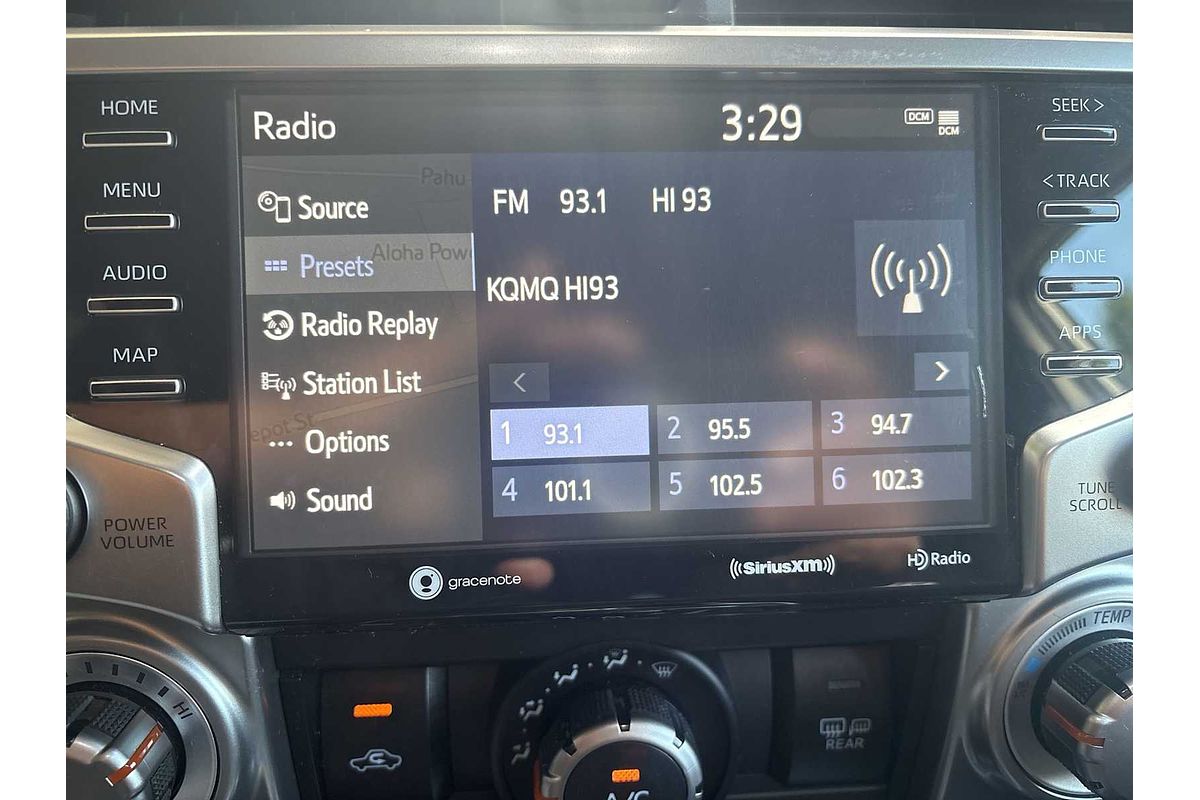 HOME
MENU
AUDIO
MAP
POWER
VOLUME
Radio
3:29
DCM
DCM
Source
Presets
Radio Replay
Station List
Options
Sound
Pahu
Aloha Pow
epot St
FM 93.1 HI 93
KQMQ HI93
< >
1 93.1 2 95.5 3 94.7
4 101.1 5 102.5 6 102.3
SEEK >
< TRACK
PHONE
APPS
TUNE
SCROLL
gracenote
((SiriusXM))
HD Radio
HI
TEMP
REAR
A/C